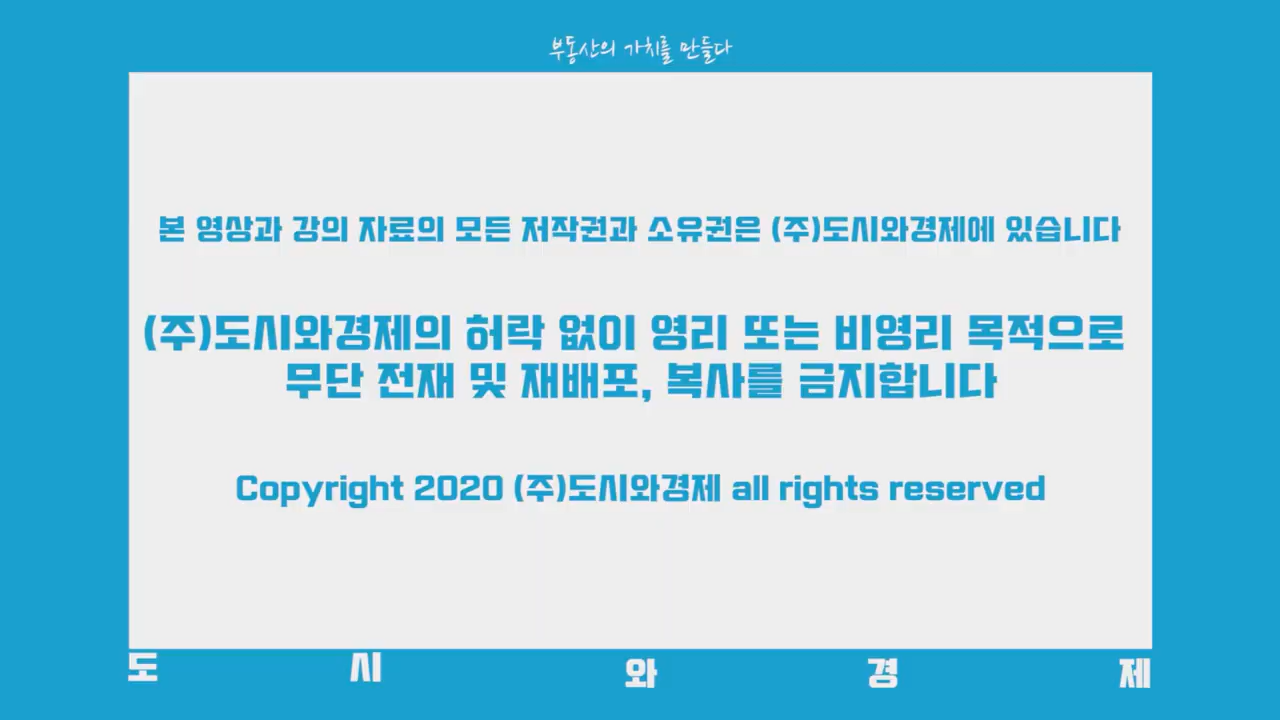 부동산의 가치를 만들다
본 영상과 강의 자료의 모든 저작권과 소유권은 (주)도시와경제에 있습니다
(주)도시와경제의 허락 없이 영리 또는 비영리 목적으로
무단 전재 및 재배포, 복사를 금지합니다
Copyright 2020 (주)도시와경제 all rights reserved
도 시 와 경 제